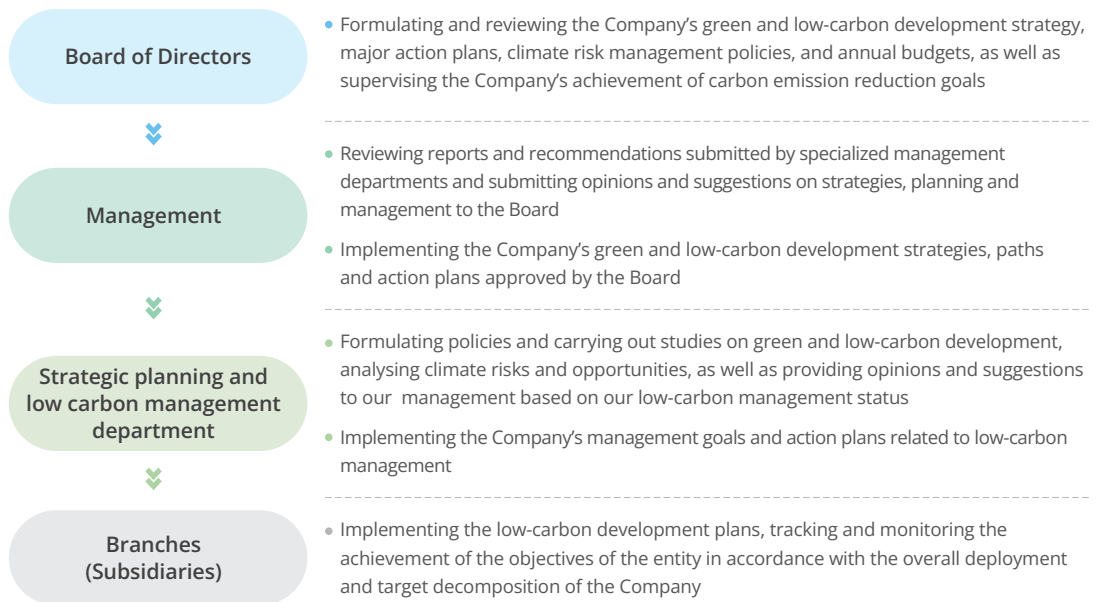 Board of Directors
• Formulating and reviewing the Company’s green and low-carbon development strategy,
major action plans, climate risk management policies, and annual budgets, as well as
supervising the Company’s achievement of carbon emission reduction goals
Management
• Reviewing reports and recommendations submitted by specialized management
departments and submitting opinions and suggestions on strategies, planning and
management to the Board
• Implementing the Company’s green and low-carbon development strategies, paths
and action plans approved by the Board
Strategic planning and
low carbon management
department
• Formulating policies and carrying out studies on green and low-carbon development,
analysing climate risks and opportunities, as well as providing opinions and suggestions
to our management based on our low-carbon management status
• Implementing the Company’s management goals and action plans related to low-carbon
management
Branches
(Subsidiaries)
• Implementing the low-carbon development plans, tracking and monitoring the
achievement of the objectives of the entity in accordance with the overall deployment
and target decomposition of the Company